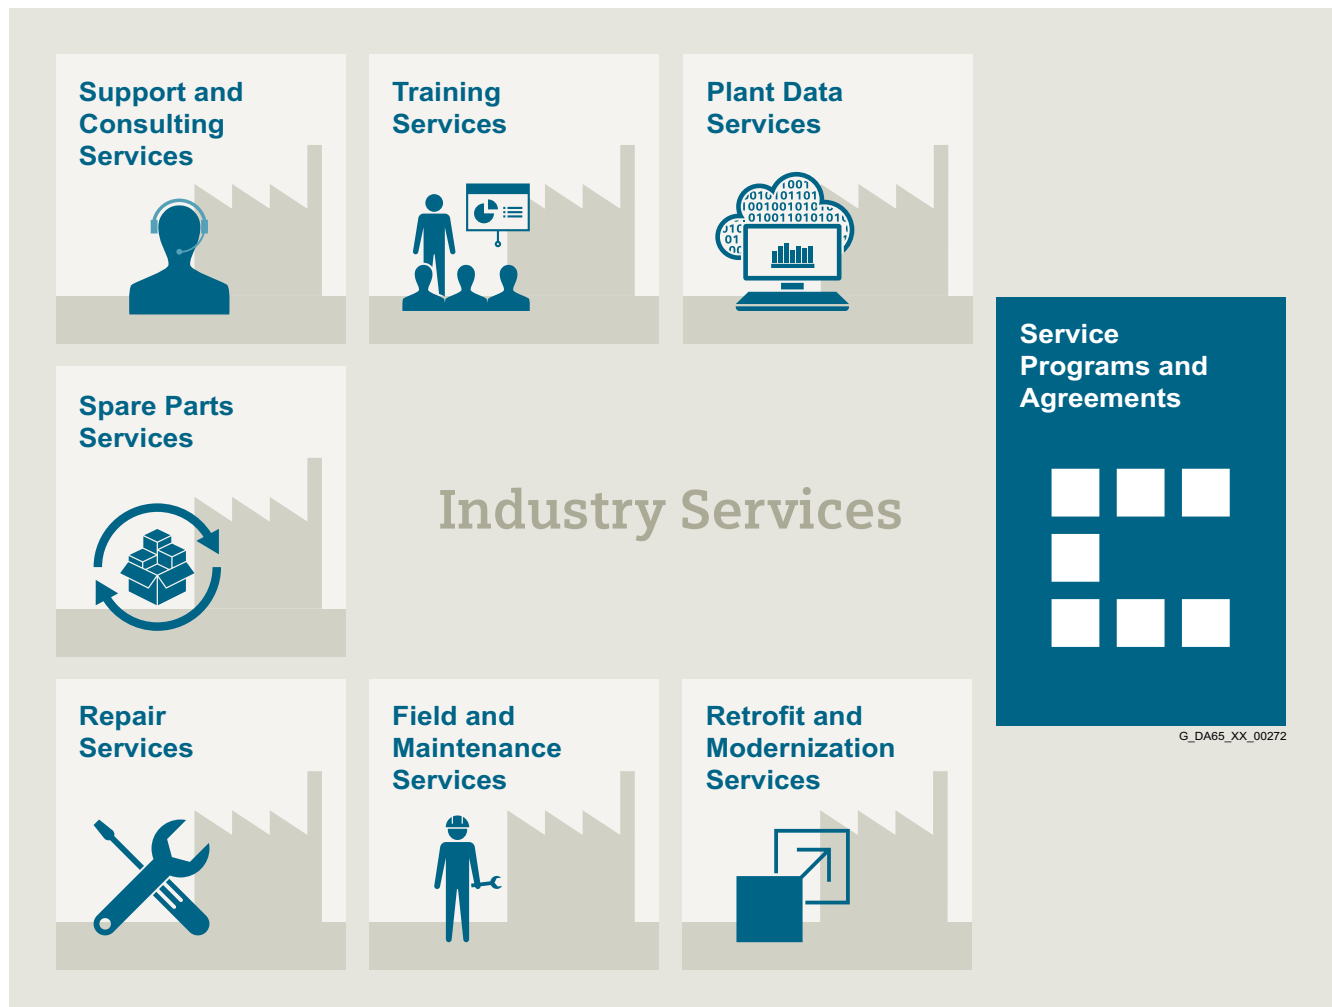 Support and
Consulting
Services
Training
Services
Plant Data
Services
1001
Service
Programs and
Agreements
Spare Parts
Services
Industry Services
Repair
Services
Field and
Maintenance
Services
Retrofit and
Modernization
Services
G_DA65_XX_00272